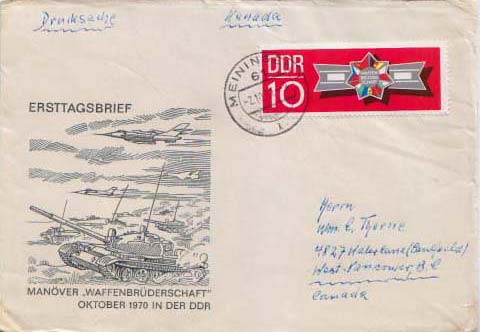 Drucksache
Kanada
MEININ
DDR
10
WAFFEN
ERSTTAGSBRIEF
MANÖVER „WAFFENBRÜDERSCHAFT“
OKTOBER 1970 IN DER DDR
Herrn
Wm. C. Thorne
4827
West-Vancouver B.C
Canada